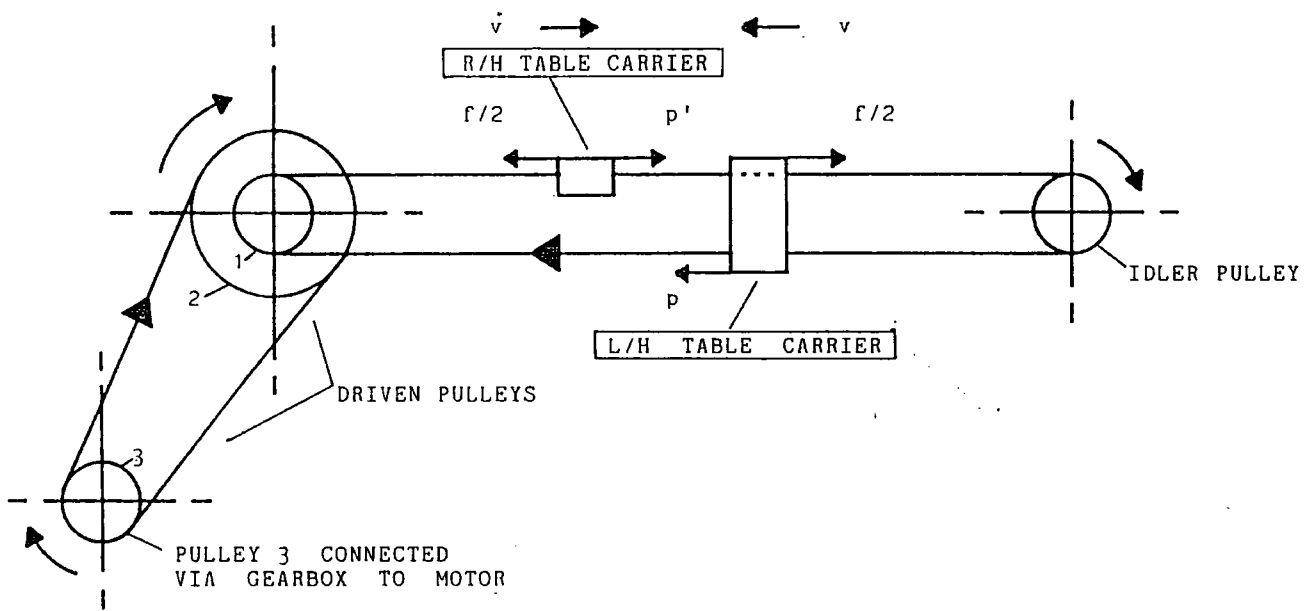 v v
R/H TABLE CARRIER
f/2 p' f/2
1
2
IDLER PULLEY
p
L/H TABLE CARRIER
DRIVEN PULLEYS
3
PULLEY 3 CONNECTED
VIA GEARBOX TO MOTOR